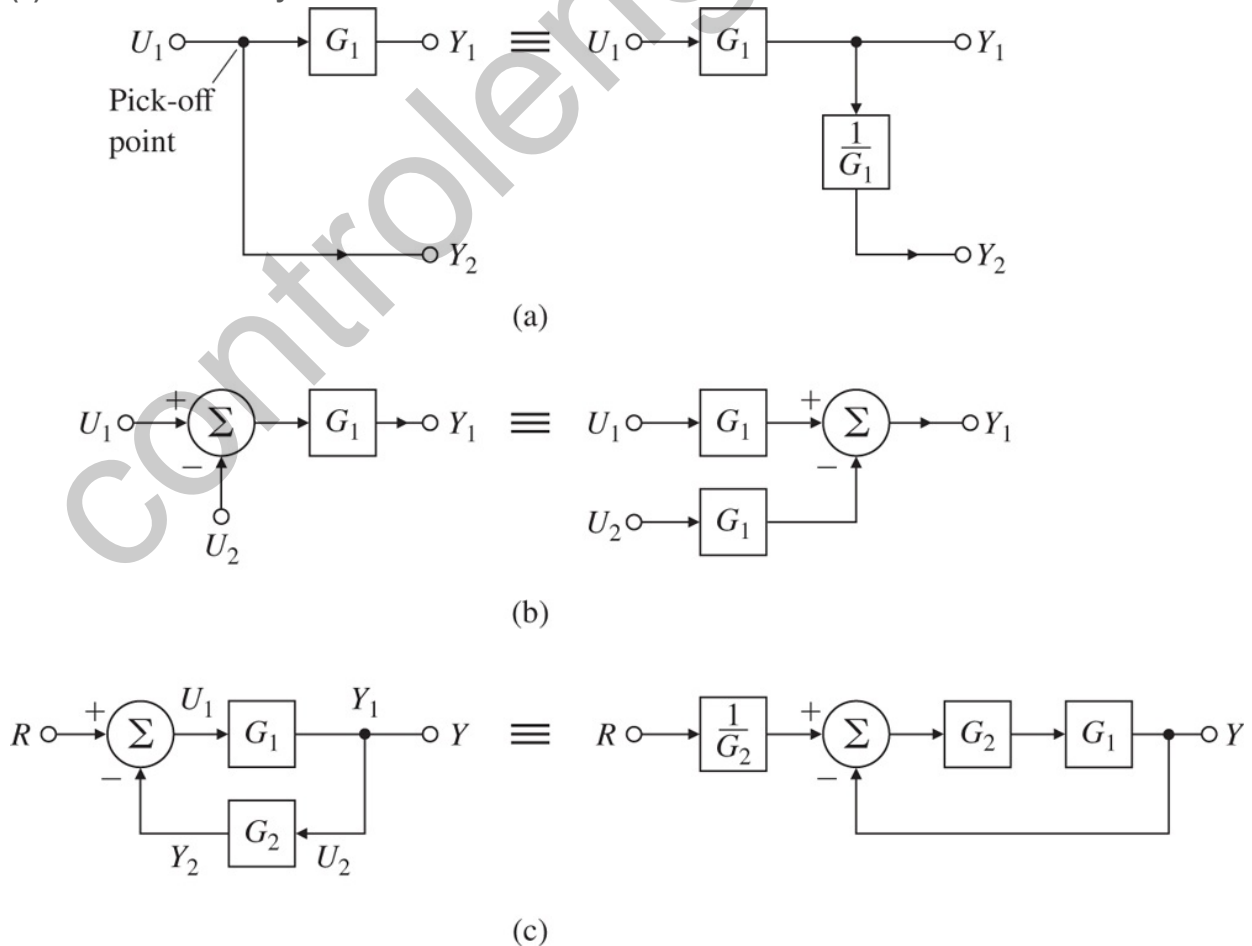 U₁ G₁ Y₁ ≡ U₁ G₁ Y₁
Pick-off
point
1/G₁
Y₂ Y₂
(a)
U₁ + Σ G₁ Y₁ ≡ U₁ G₁ + Σ Y₁
− −
U₂ U₂ G₁
(b)
R + Σ U₁ G₁ Y₁ Y ≡ R 1/G₂ + Σ G₂ G₁ Y
− −
Y₂ G₂ U₂
(c)